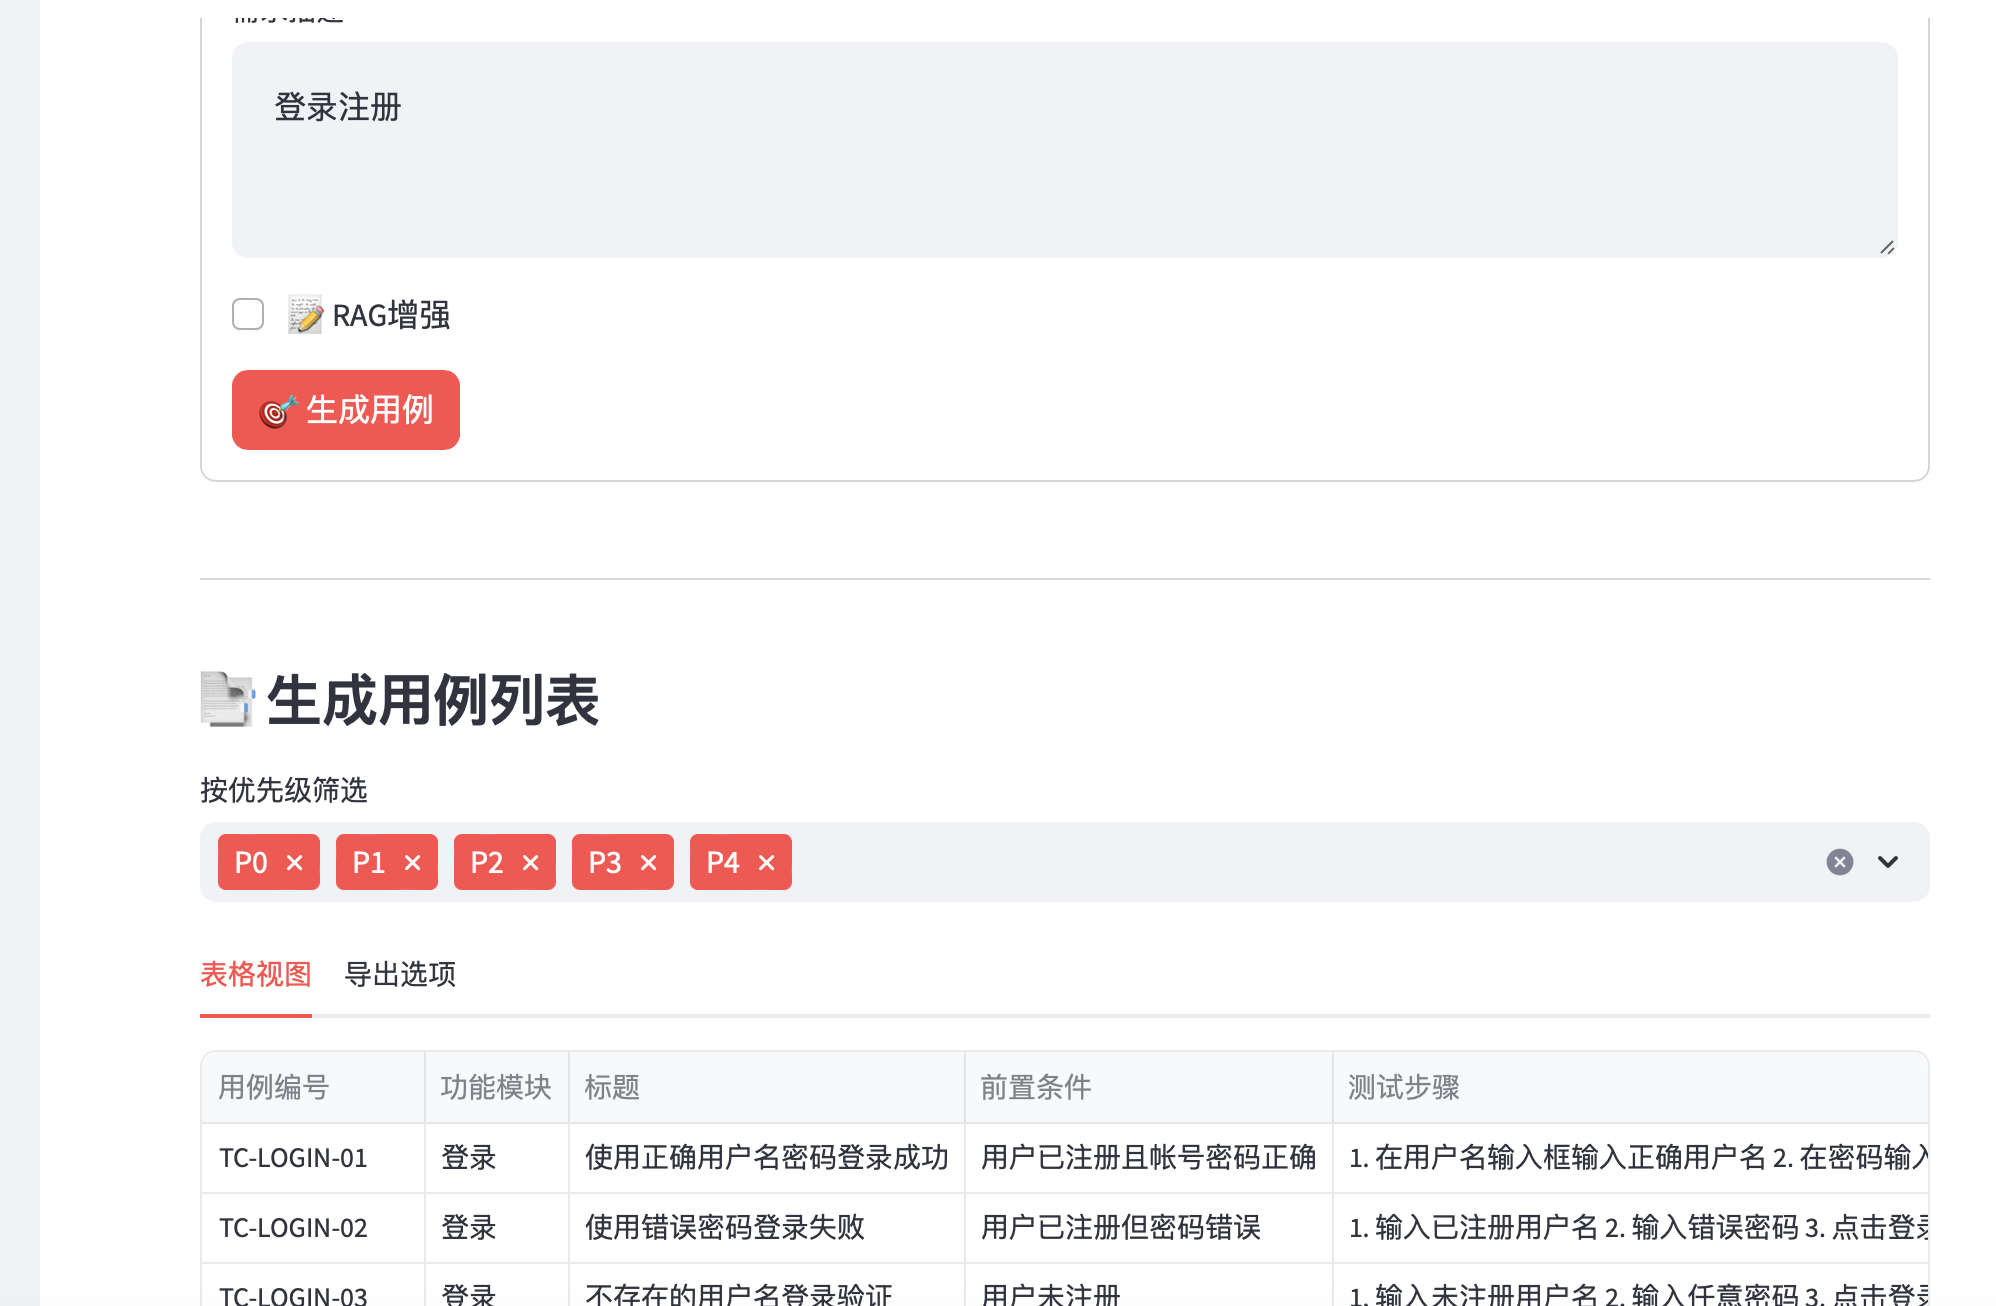 需求描述
登录注册
RAG增强
生成用例
生成用例列表
按优先级筛选
P0 P1 P2 P3 P4
表格视图 导出选项
用例编号 功能模块 标题 前置条件 测试步骤
TC-LOGIN-01 登录 使用正确用户名密码登录成功 用户已注册且帐号密码正确 1. 在用户名输入框输入正确用户名 2. 在密码输入
TC-LOGIN-02 登录 使用错误密码登录失败 用户已注册但密码错误 1. 输入已注册用户名 2. 输入错误密码 3. 点击登录
TC-LOGIN-03 登录 不存在的用户名登录验证 用户未注册 1. 输入未注册用户名 2. 输入任意密码 3. 点击登录